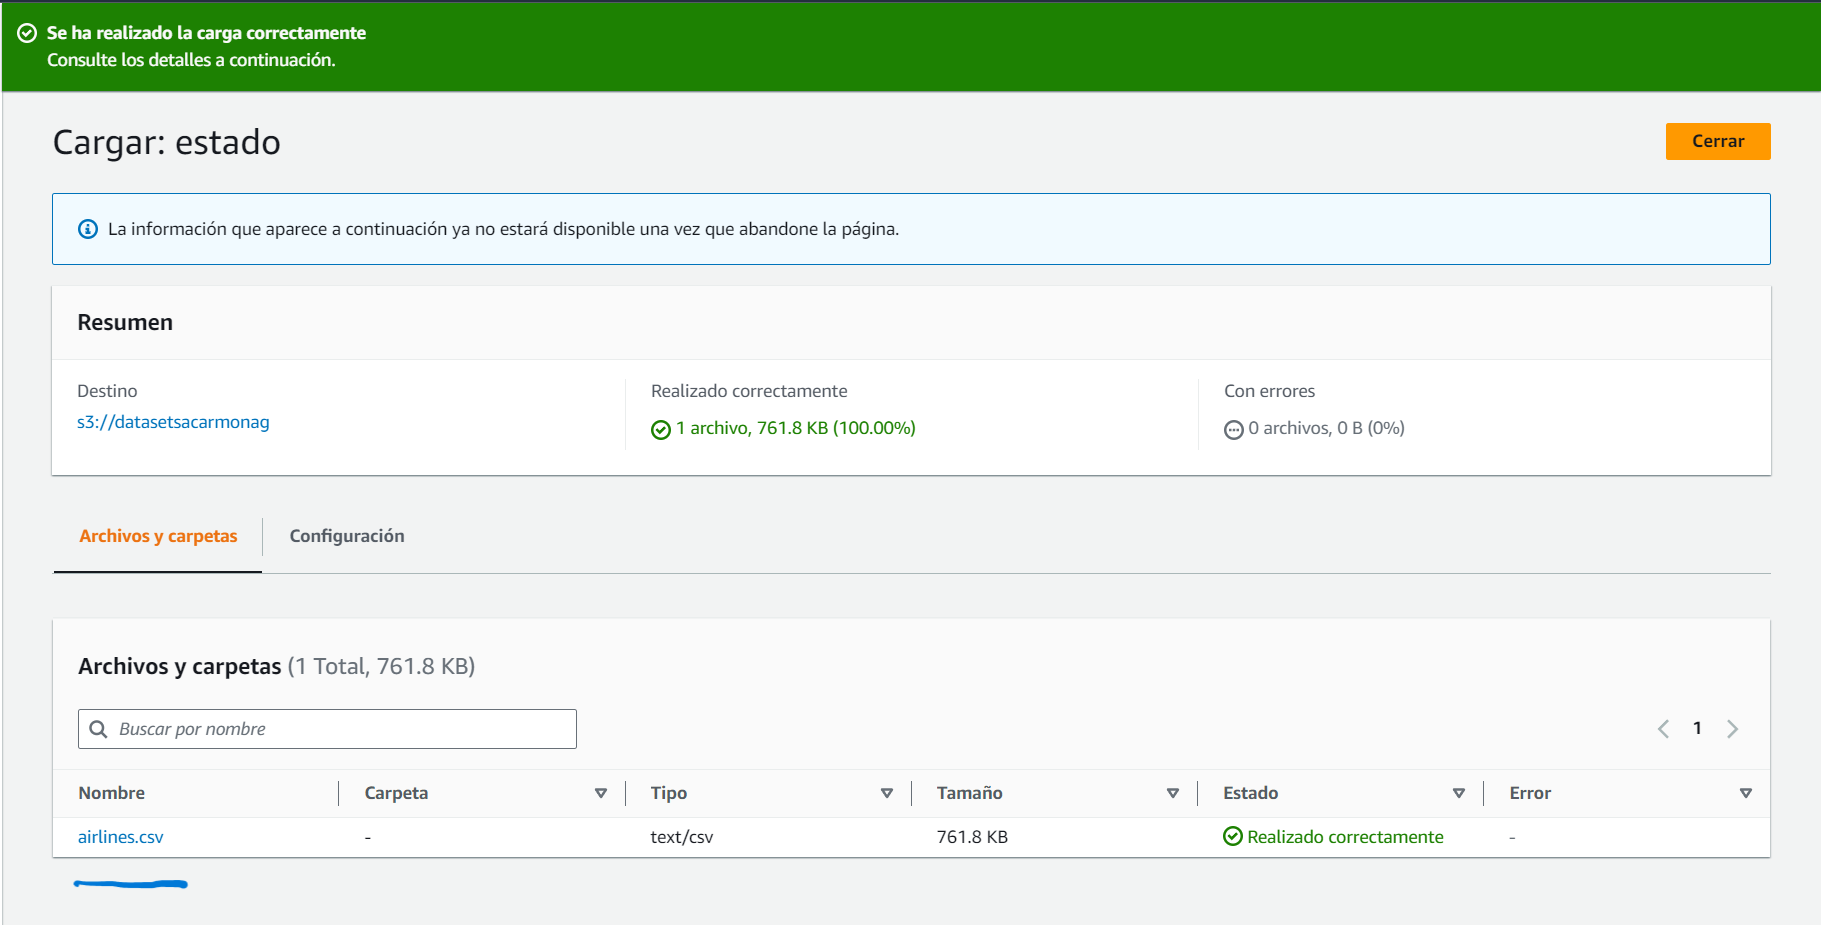 Se ha realizado la carga correctamente
Consulte los detalles a continuación.
Cargar: estado
Cerrar
La información que aparece a continuación ya no estará disponible una vez que abandone la página.
Resumen
Destino
s3://datasetsacarmonag
Realizado correctamente
1 archivo, 761.8 KB (100.00%)
Con errores
0 archivos, 0 B (0%)
Archivos y carpetas
Configuración
Archivos y carpetas (1 Total, 761.8 KB)
Buscar por nombre
1
Nombre Carpeta Tipo Tamaño Estado Error
airlines.csv - text/csv 761.8 KB Realizado correctamente -